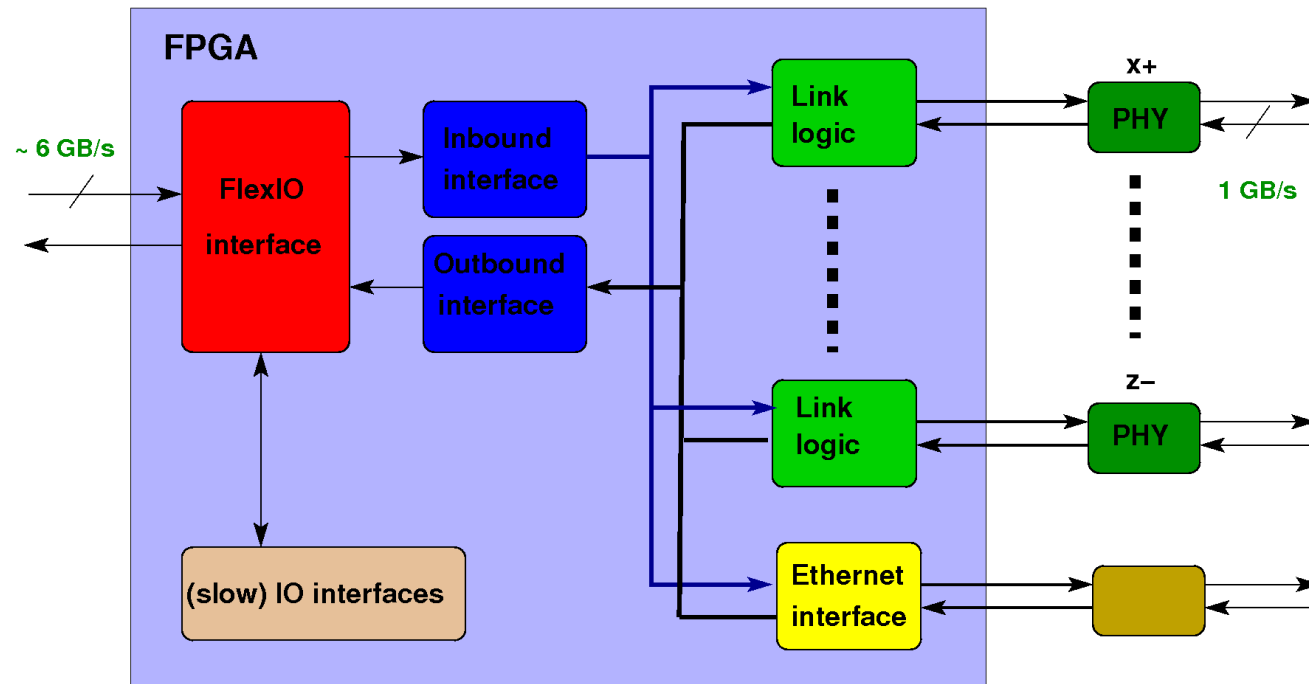 FPGA
~ 6 GB/s
FlexIO
interface
Inbound
interface
Outbound
interface
(slow) IO interfaces
Link
logic
Link
logic
Ethernet
interface
x+
PHY
1 GB/s
z−
PHY